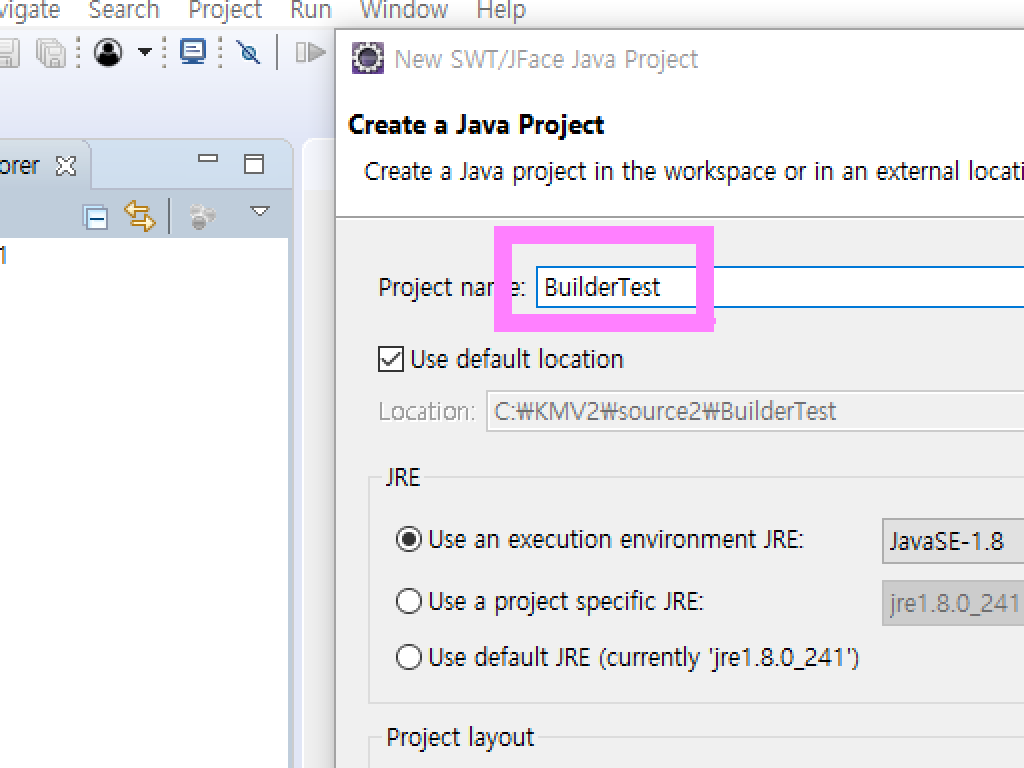 vigate Search Project Run Window Help
New SWT/JFace Java Project
Create a Java Project
Create a Java project in the workspace or in an external locati
orer
1
Project name: BuilderTest
Use default location
Location: C:₩KMV2₩source2₩BuilderTest
JRE
Use an execution environment JRE: JavaSE-1.8
Use a project specific JRE: jre1.8.0_241
Use default JRE (currently 'jre1.8.0_241')
Project layout